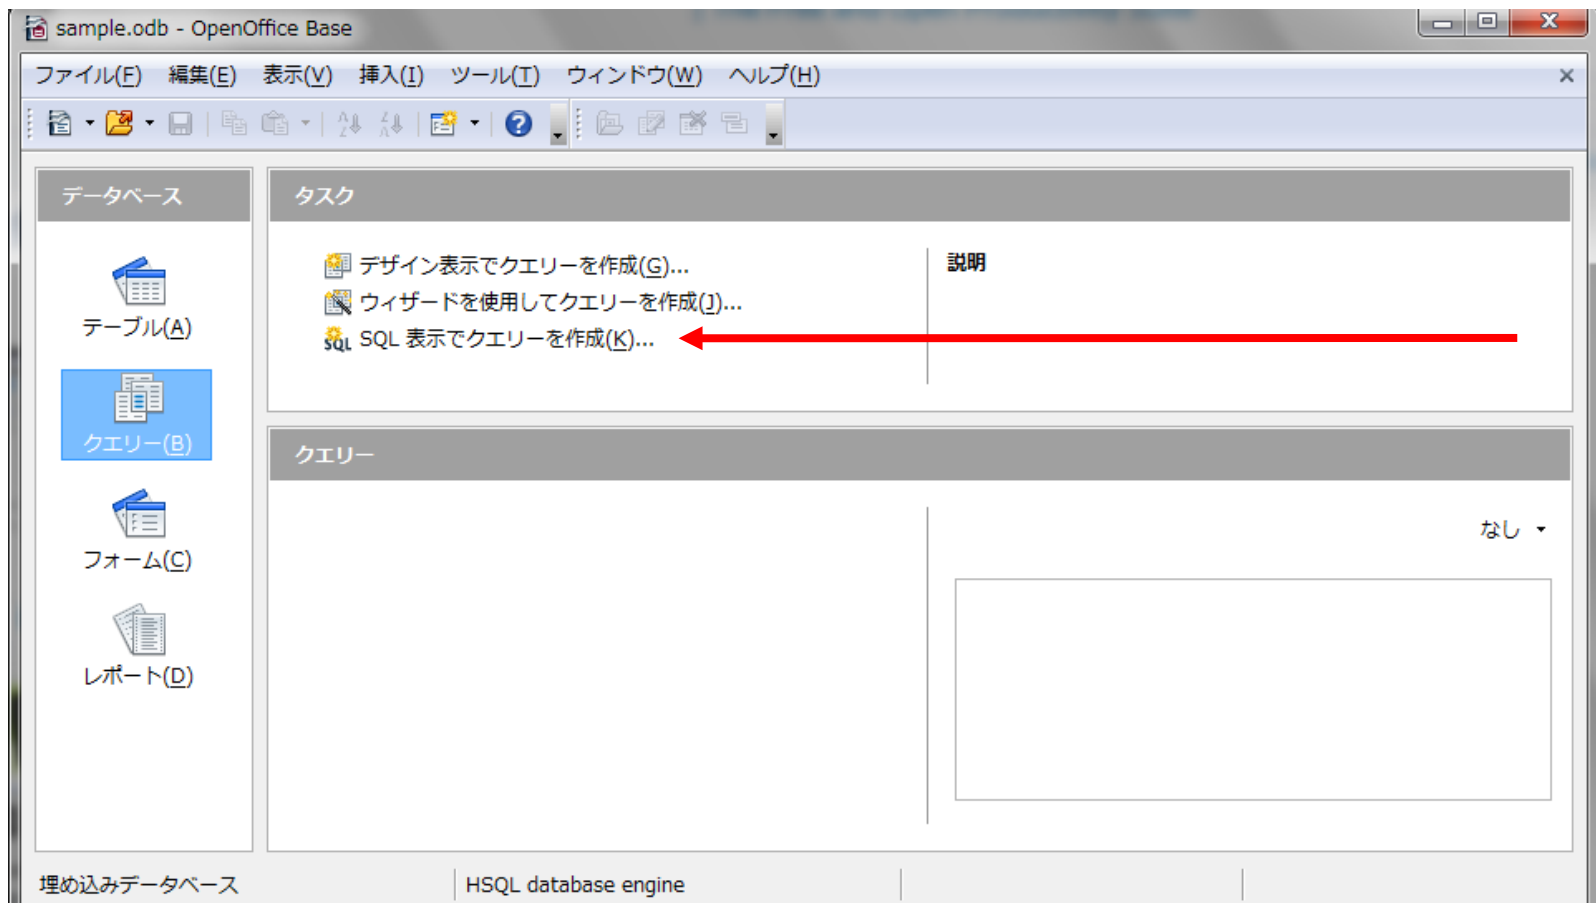 sample.odb - OpenOffice Base
ファイル(F) 編集(E) 表示(V) 挿入(I) ツール(T) ウィンドウ(W) ヘルプ(H)
データベース
テーブル(A)
クエリー(B)
フォーム(C)
レポート(D)
タスク
デザイン表示でクエリーを作成(G)...
ウィザードを使用してクエリーを作成(J)...
SQL 表示でクエリーを作成(K)...
説明
クエリー
なし
埋め込みデータベース
HSQL database engine